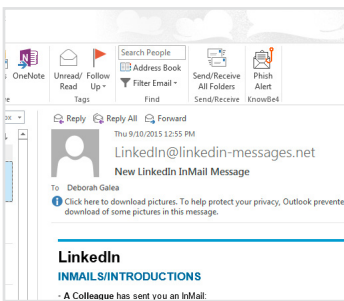 Search People
OneNote
Unread/ Read
Follow Up
Address Book
Filter Email
Send/Receive All Folders
Phish Alert
Tags
Find
Send/Receive
KnowBe4
Reply
Reply All
Forward
Thu 9/10/2015 12:55 PM
LinkedIn@linkedin-messages.net
New LinkedIn InMail Message
To Deborah Galea
Click here to download pictures. To help protect your privacy, Outlook prevente
download of some pictures in this message.
LinkedIn
INMAILS/INTRODUCTIONS
- A Colleague has sent you an InMail: